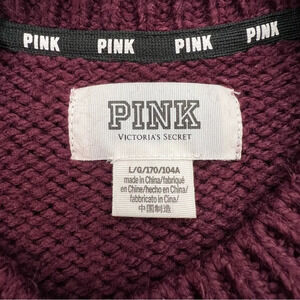 PINK PINK PINK PINK
PINK
VICTORIA'S SECRET
L/G/170/104A
made in China/fabriqué
en Chine/hecho en China/
fabbricato in Cina/
中国制造